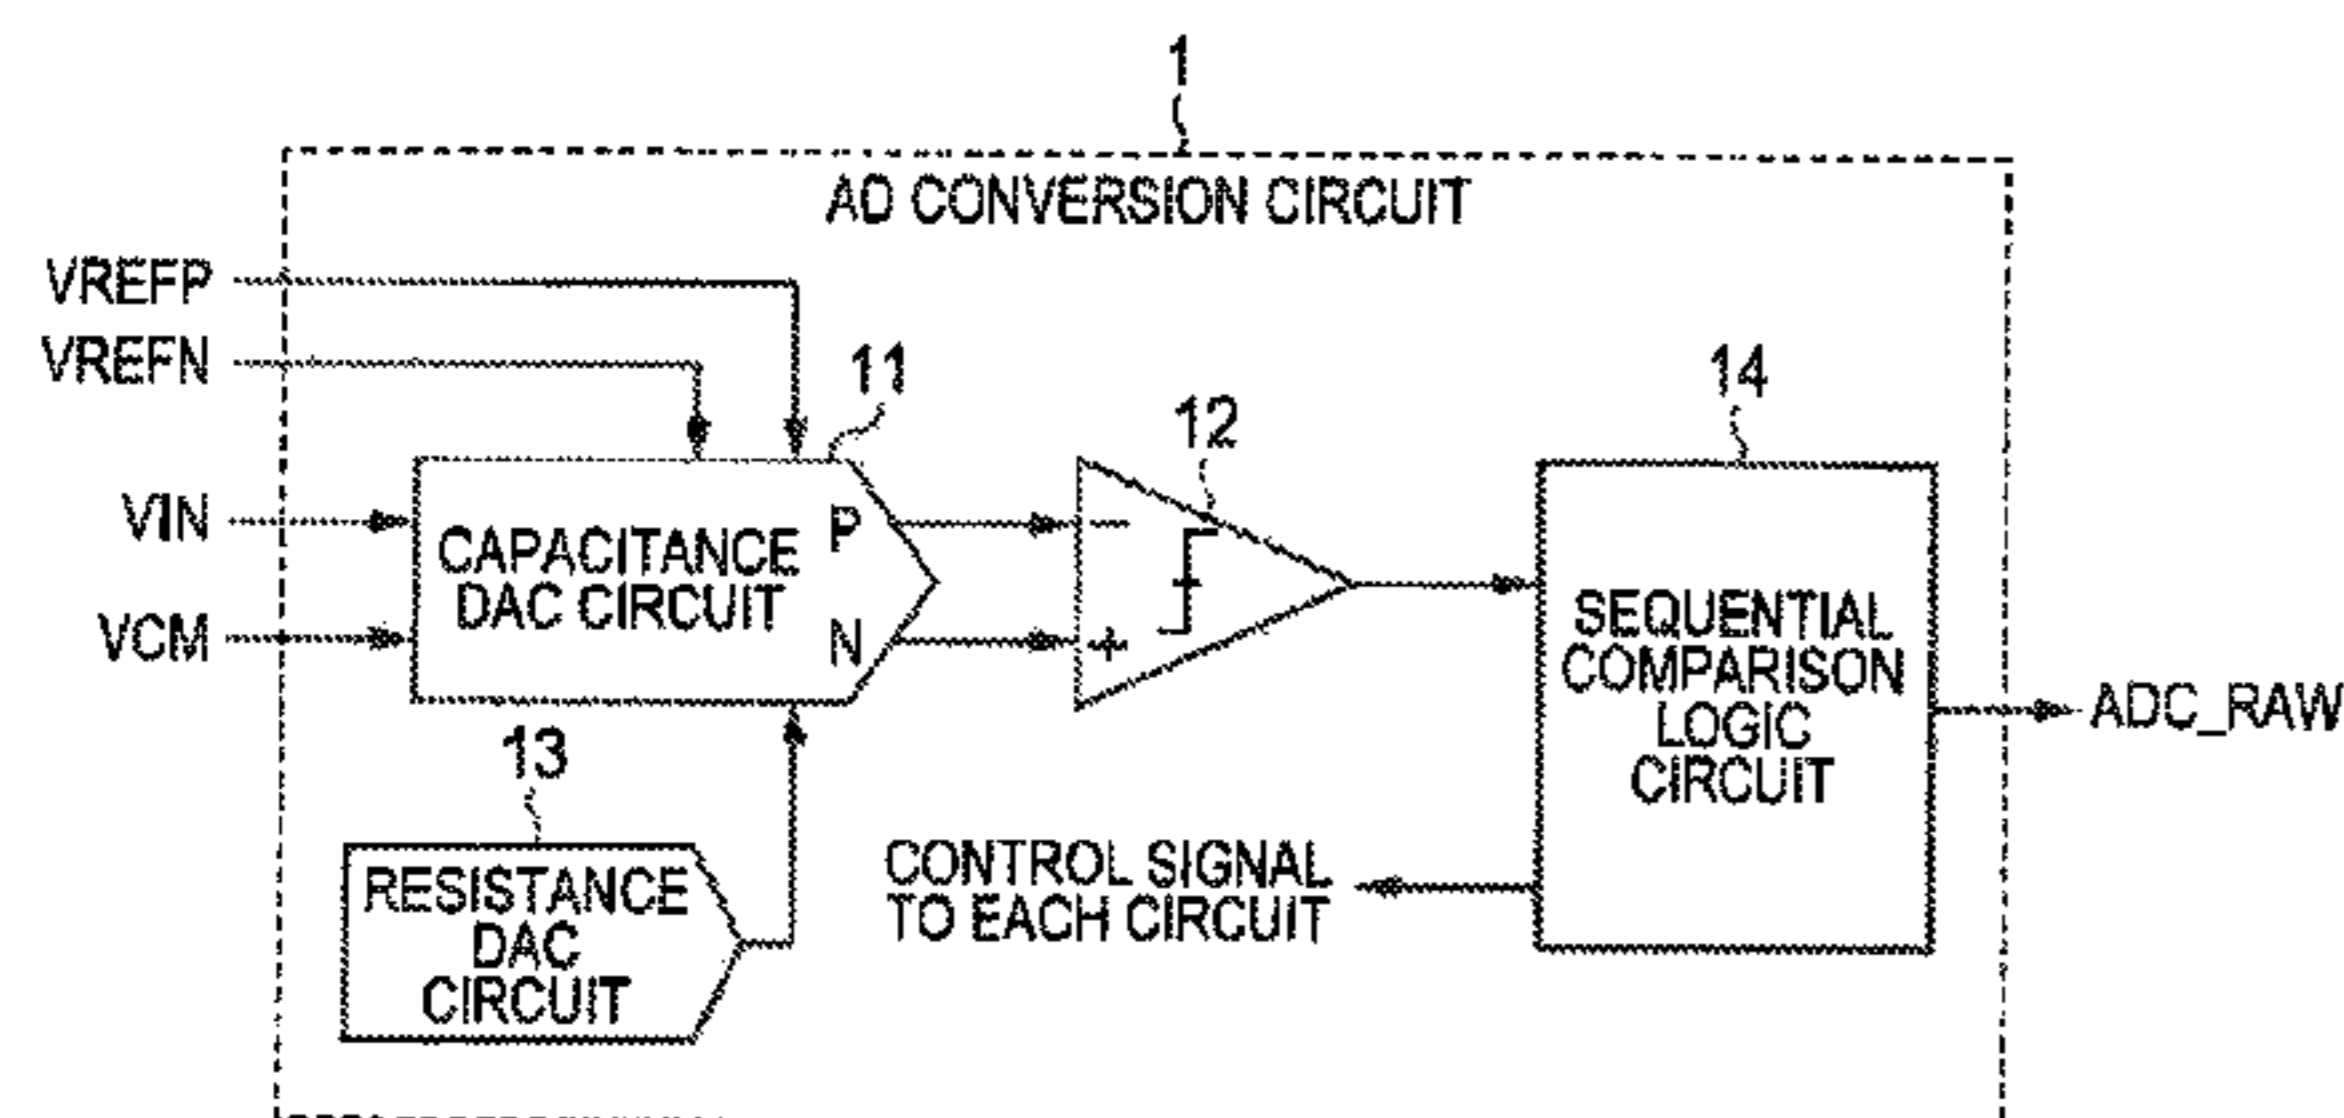 1
AD CONVERSION CIRCUIT
VREFP
VREFN
11
12
14
VIN
VCM
CAPACITANCE
DAC CIRCUIT
P
N
−
+
SEQUENTIAL
COMPARISON
LOGIC
CIRCUIT
ADC_RAW
13
RESISTANCE
DAC
CIRCUIT
CONTROL SIGNAL
TO EACH CIRCUIT